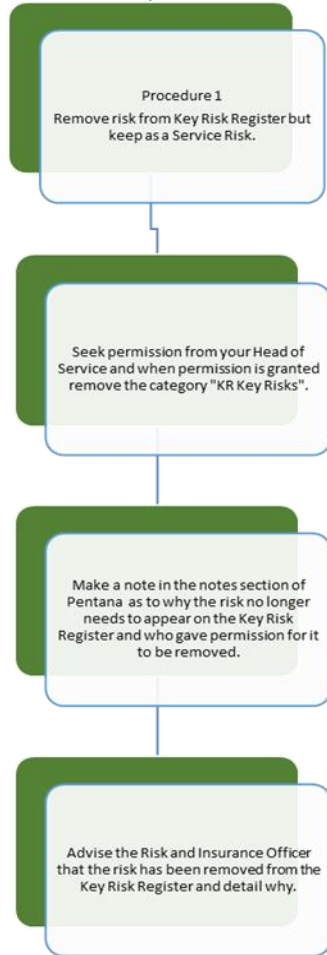 Procedure 1
Remove risk from Key Risk Register but
keep as a Service Risk.
Seek permission from your Head of
Service and when permission is granted
remove the category "KR Key Risks".
Make a note in the notes section of
Pentana as to why the risk no longer
needs to appear on the Key Risk
Register and who gave permission for it
to be removed.
Advise the Risk and Insurance Officer
that the risk has been removed from the
Key Risk Register and detail why.